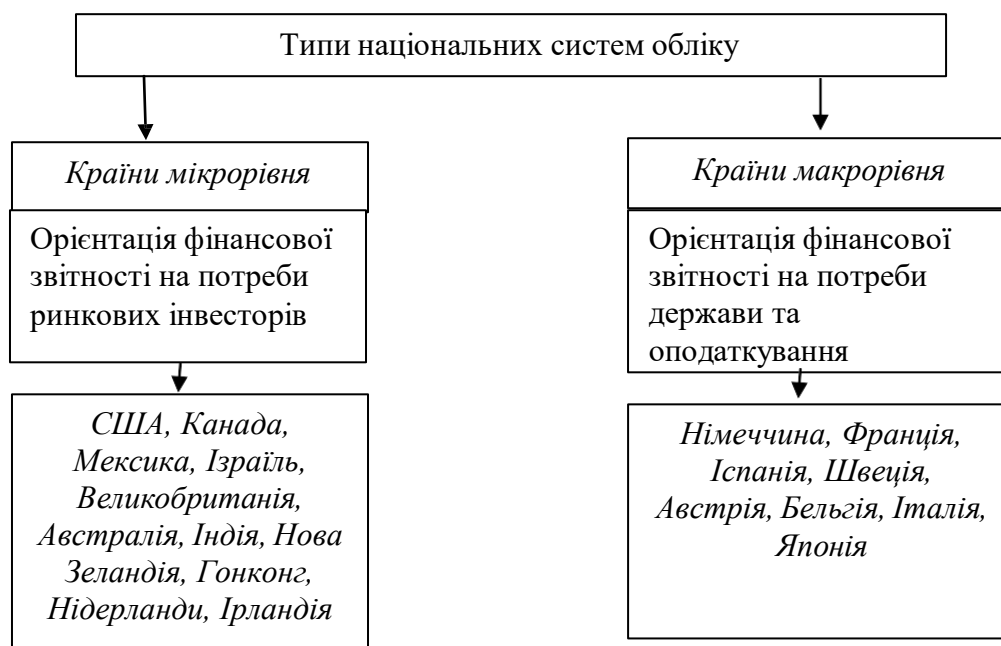 Типи національних систем обліку
Країни мікрорівня
Орієнтація фінансової
звітності на потреби
ринкових інвесторів
США, Канада,
Мексика, Ізраїль,
Великобританія,
Австралія, Індія, Нова
Зеландія, Гонконг,
Нідерланди, Ірландія
Країни макрорівня
Орієнтація фінансової
звітності на потреби
держави та
оподаткування
Німеччина, Франція,
Іспанія, Швеція,
Австрія, Бельгія, Італія,
Японія